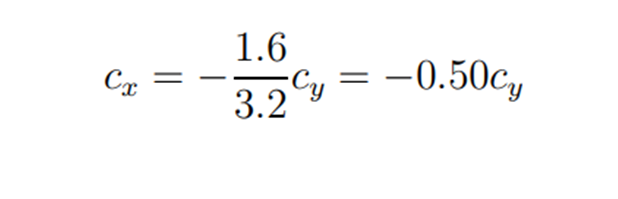 $c_x = -\frac{1.6}{3.2}c_y = -0.50c_y$